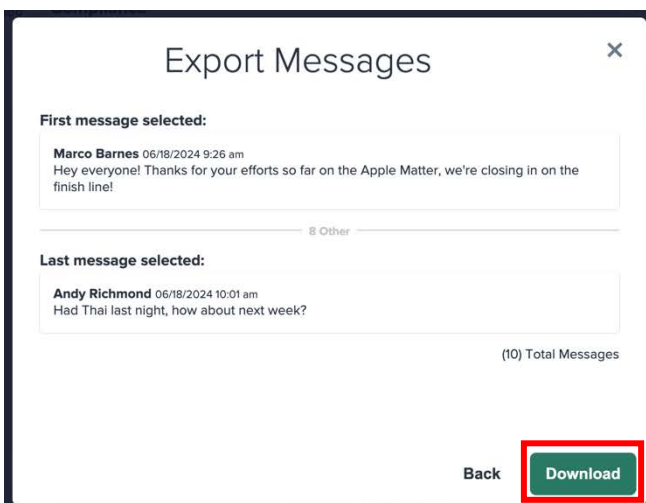 Export Messages
×
First message selected:
Marco Barnes 06/18/2024 9:26 am
Hey everyone! Thanks for your efforts so far on the Apple Matter, we're closing in on the
finish line!
8 Other
Last message selected:
Andy Richmond 06/18/2024 10:01 am
Had Thai last night, how about next week?
(10) Total Messages
Back Download